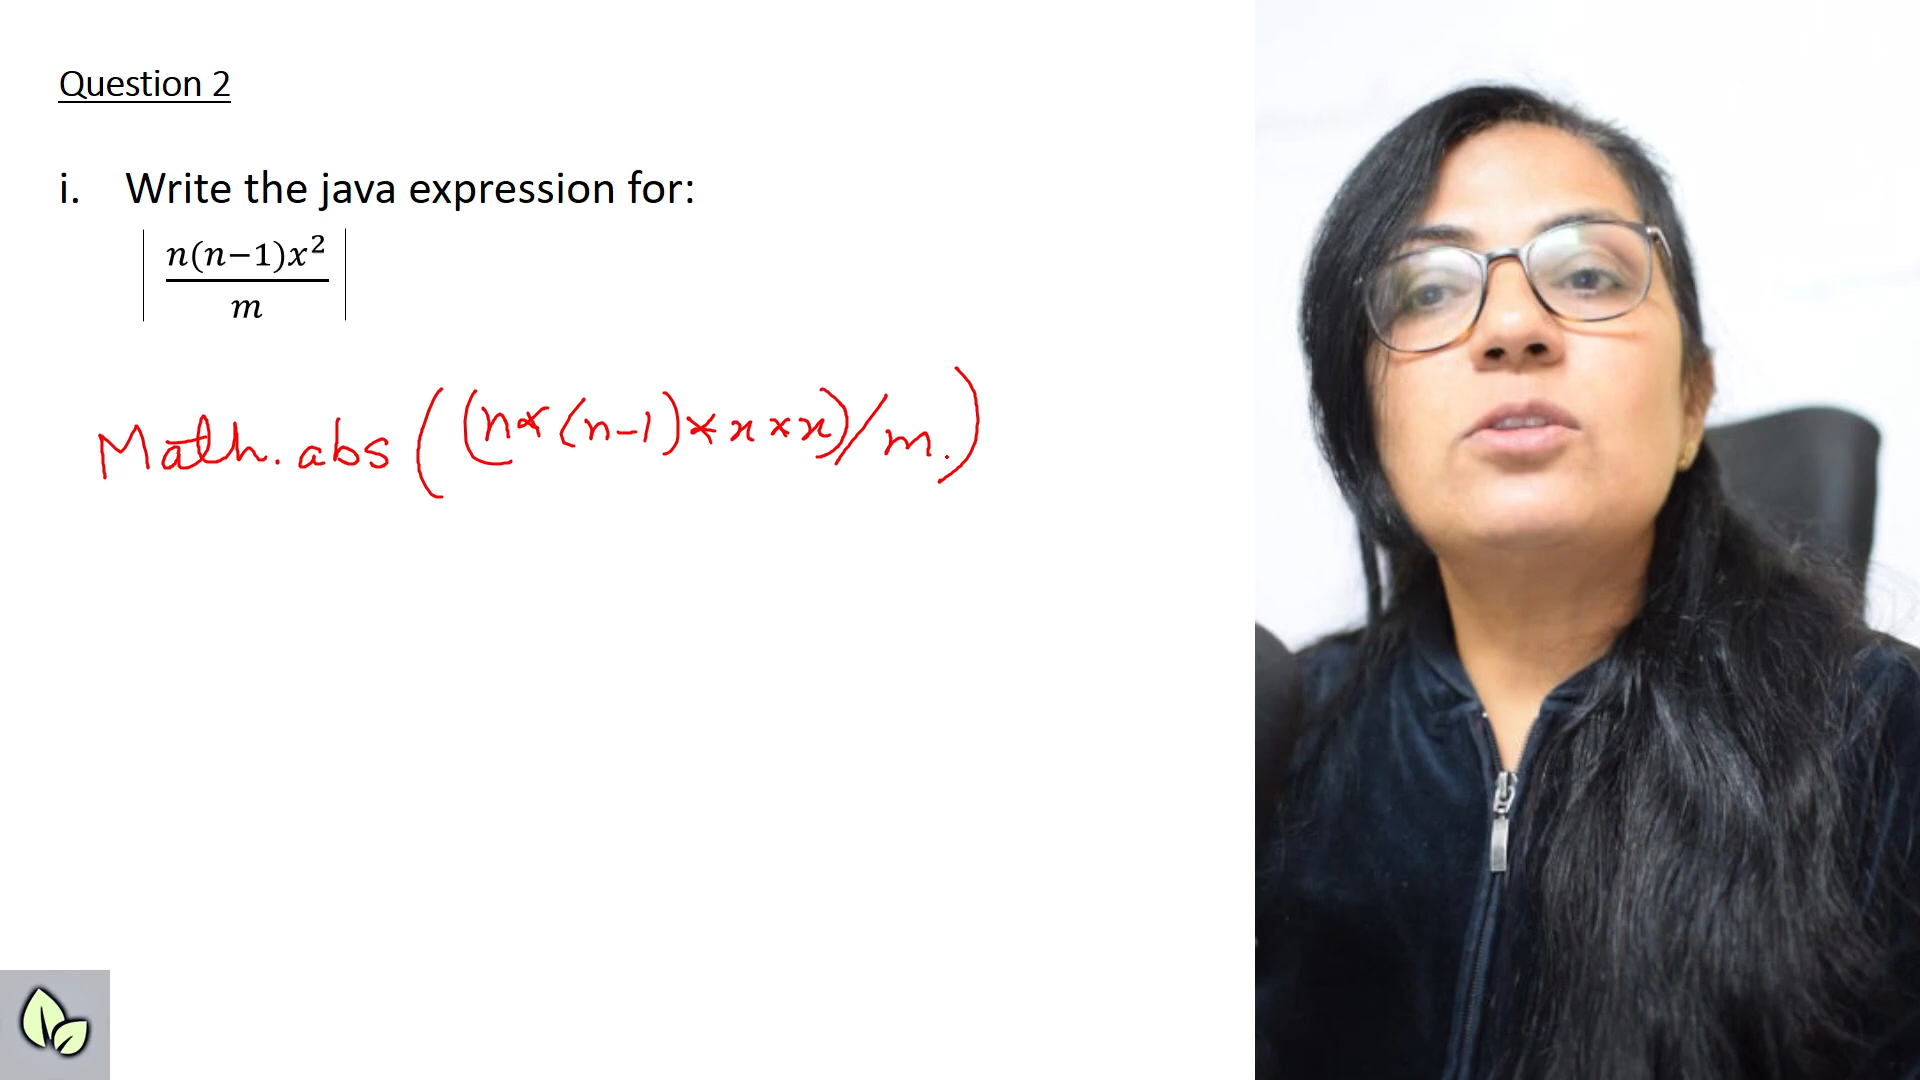 Question 2
i. Write the java expression for:
| n(n−1)x² / m |
Math.abs((n*(n-1)*x*x)/m.)